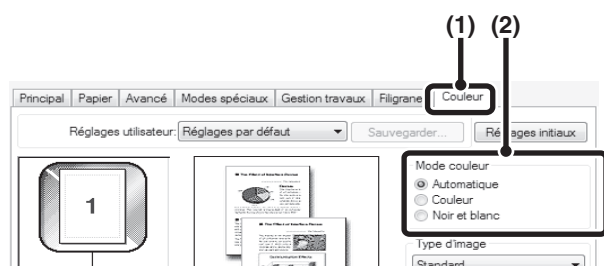 (1) (2)
Principal Papier Avancé Modes spéciaux Gestion travaux Filigrane Couleur
Réglages utilisateur: Réglages par défaut Sauvegarder... Réglages initiaux
Mode couleur
Automatique
Couleur
Noir et blanc
1
Type d'image
Standard